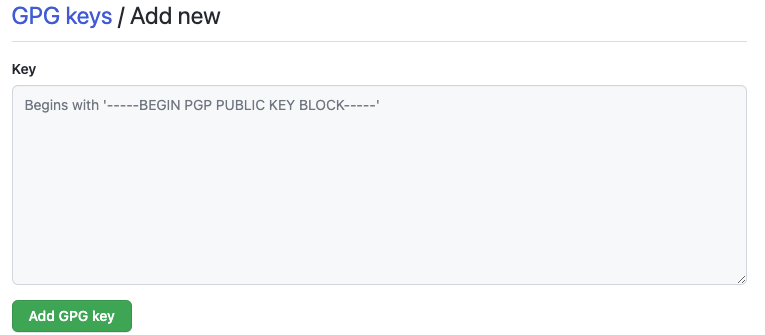 GPG keys / Add new
Key
Begins with '-----BEGIN PGP PUBLIC KEY BLOCK-----'
Add GPG key